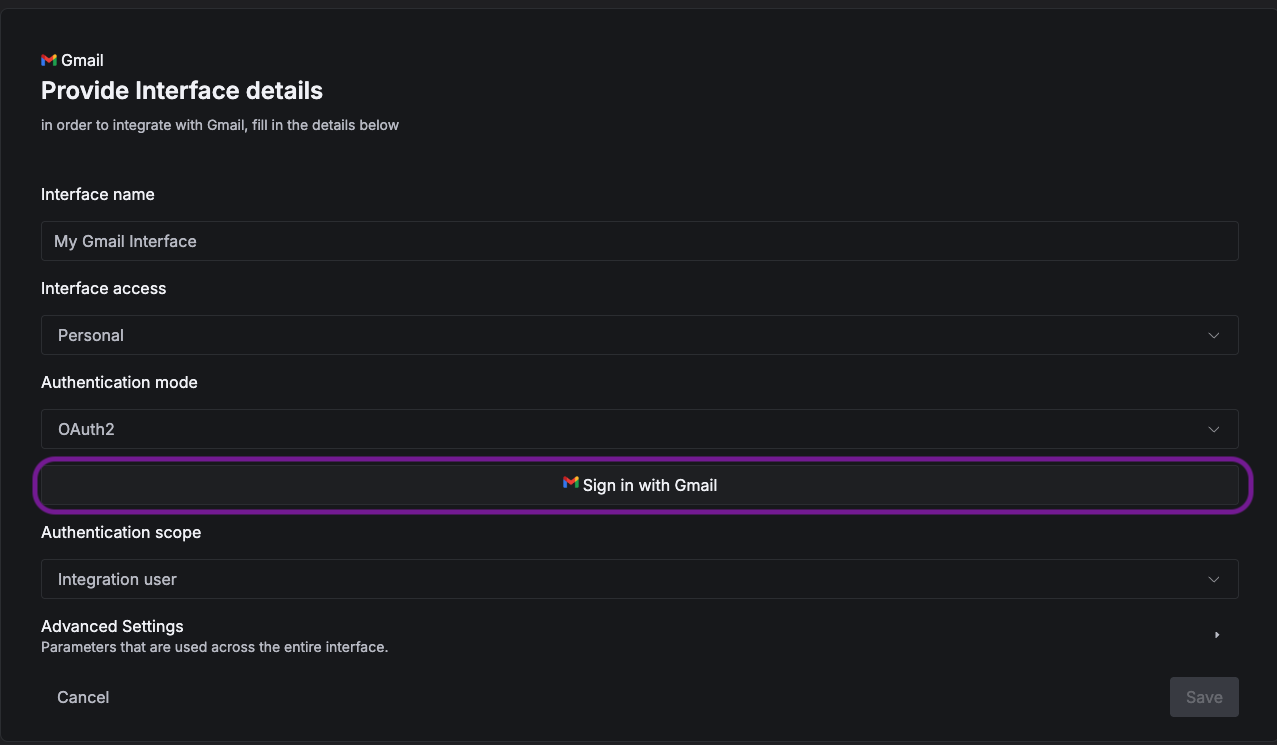 Gmail
Provide Interface details
in order to integrate with Gmail, fill in the details below
Interface name
My Gmail Interface
Interface access
Personal
Authentication mode
OAuth2
Sign in with Gmail
Authentication scope
Integration user
Advanced Settings
Parameters that are used across the entire interface.
Cancel
Save